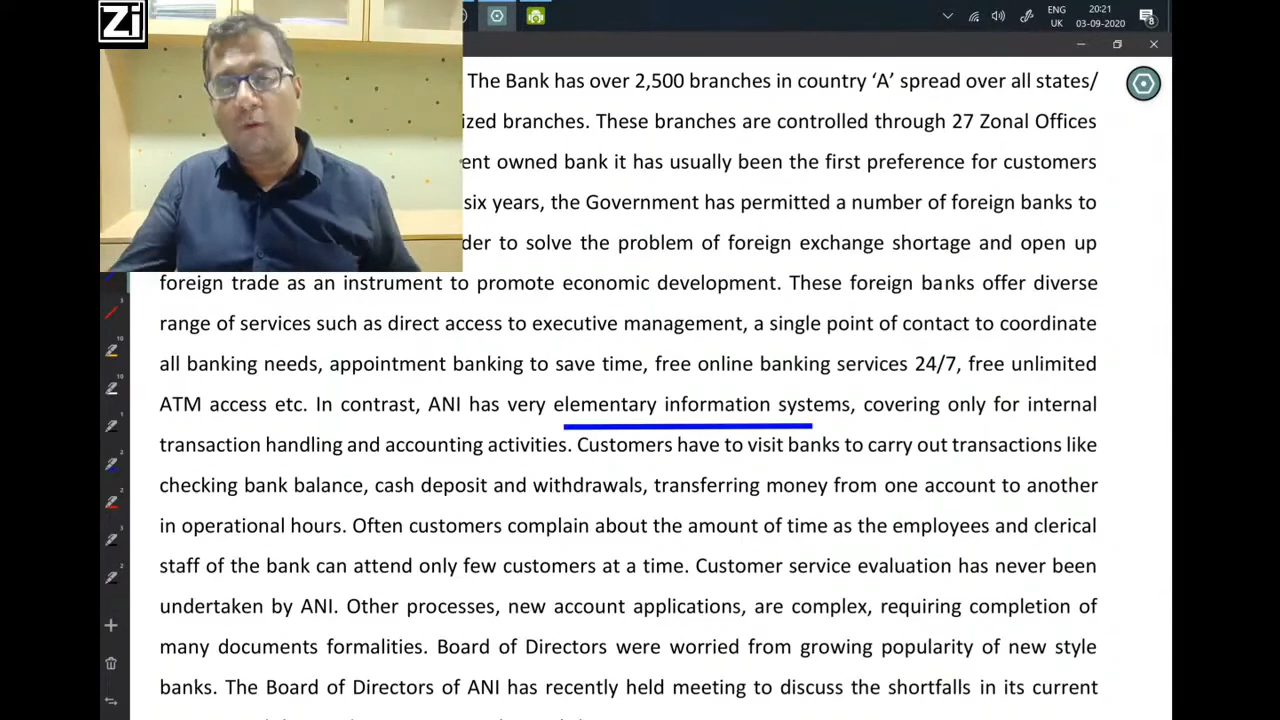 Zi
ENG
UK
20:21
03-09-2020
8
The Bank has over 2,500 branches in country ‘A’ spread over all states/
ized branches. These branches are controlled through 27 Zonal Offices
ent owned bank it has usually been the first preference for customers
six years, the Government has permitted a number of foreign banks to
der to solve the problem of foreign exchange shortage and open up
foreign trade as an instrument to promote economic development. These foreign banks offer diverse
range of services such as direct access to executive management, a single point of contact to coordinate
all banking needs, appointment banking to save time, free online banking services 24/7, free unlimited
ATM access etc. In contrast, ANI has very elementary information systems, covering only for internal
transaction handling and accounting activities. Customers have to visit banks to carry out transactions like
checking bank balance, cash deposit and withdrawals, transferring money from one account to another
in operational hours. Often customers complain about the amount of time as the employees and clerical
staff of the bank can attend only few customers at a time. Customer service evaluation has never been
undertaken by ANI. Other processes, new account applications, are complex, requiring completion of
many documents formalities. Board of Directors were worried from growing popularity of new style
banks. The Board of Directors of ANI has recently held meeting to discuss the shortfalls in its current
3
10
10
1
2
2
3
2